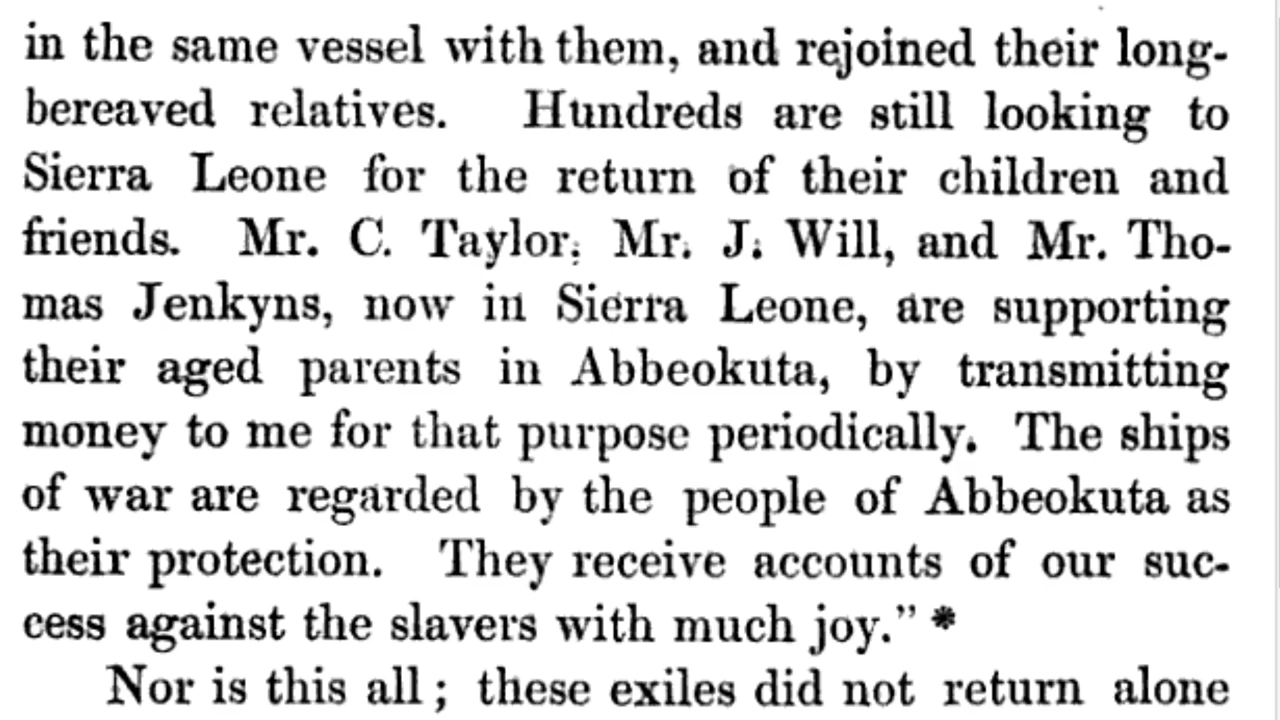 in the same vessel with them, and rejoined their long-
bereaved relatives. Hundreds are still looking to
Sierra Leone for the return of their children and
friends. Mr. C. Taylor, Mr. J. Will, and Mr. Tho-
mas Jenkyns, now in Sierra Leone, are supporting
their aged parents in Abbeokuta, by transmitting
money to me for that purpose periodically. The ships
of war are regarded by the people of Abbeokuta as
their protection. They receive accounts of our suc-
cess against the slavers with much joy.” *
Nor is this all; these exiles did not return alone